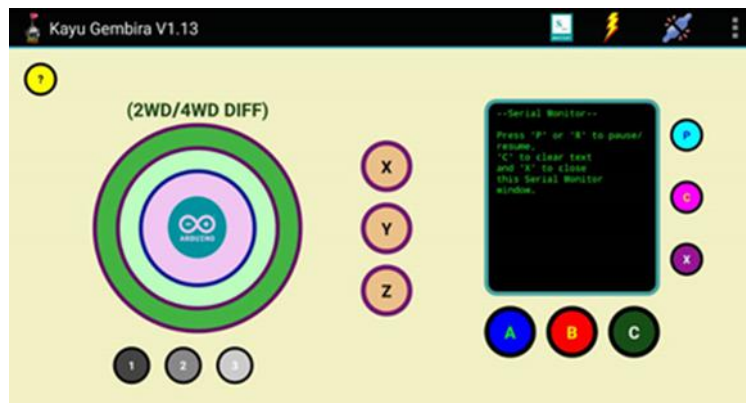 Kayu Gembira V1.13
?
(2WD/4WD DIFF)
ARDUINO
1
2
3
X
Y
Z
--Serial Monitor--
Press "P" or "R" to pause/
resume,
"C" to clear text
and "X" to close
this Serial Monitor
window.
P
C
X
A
B
C